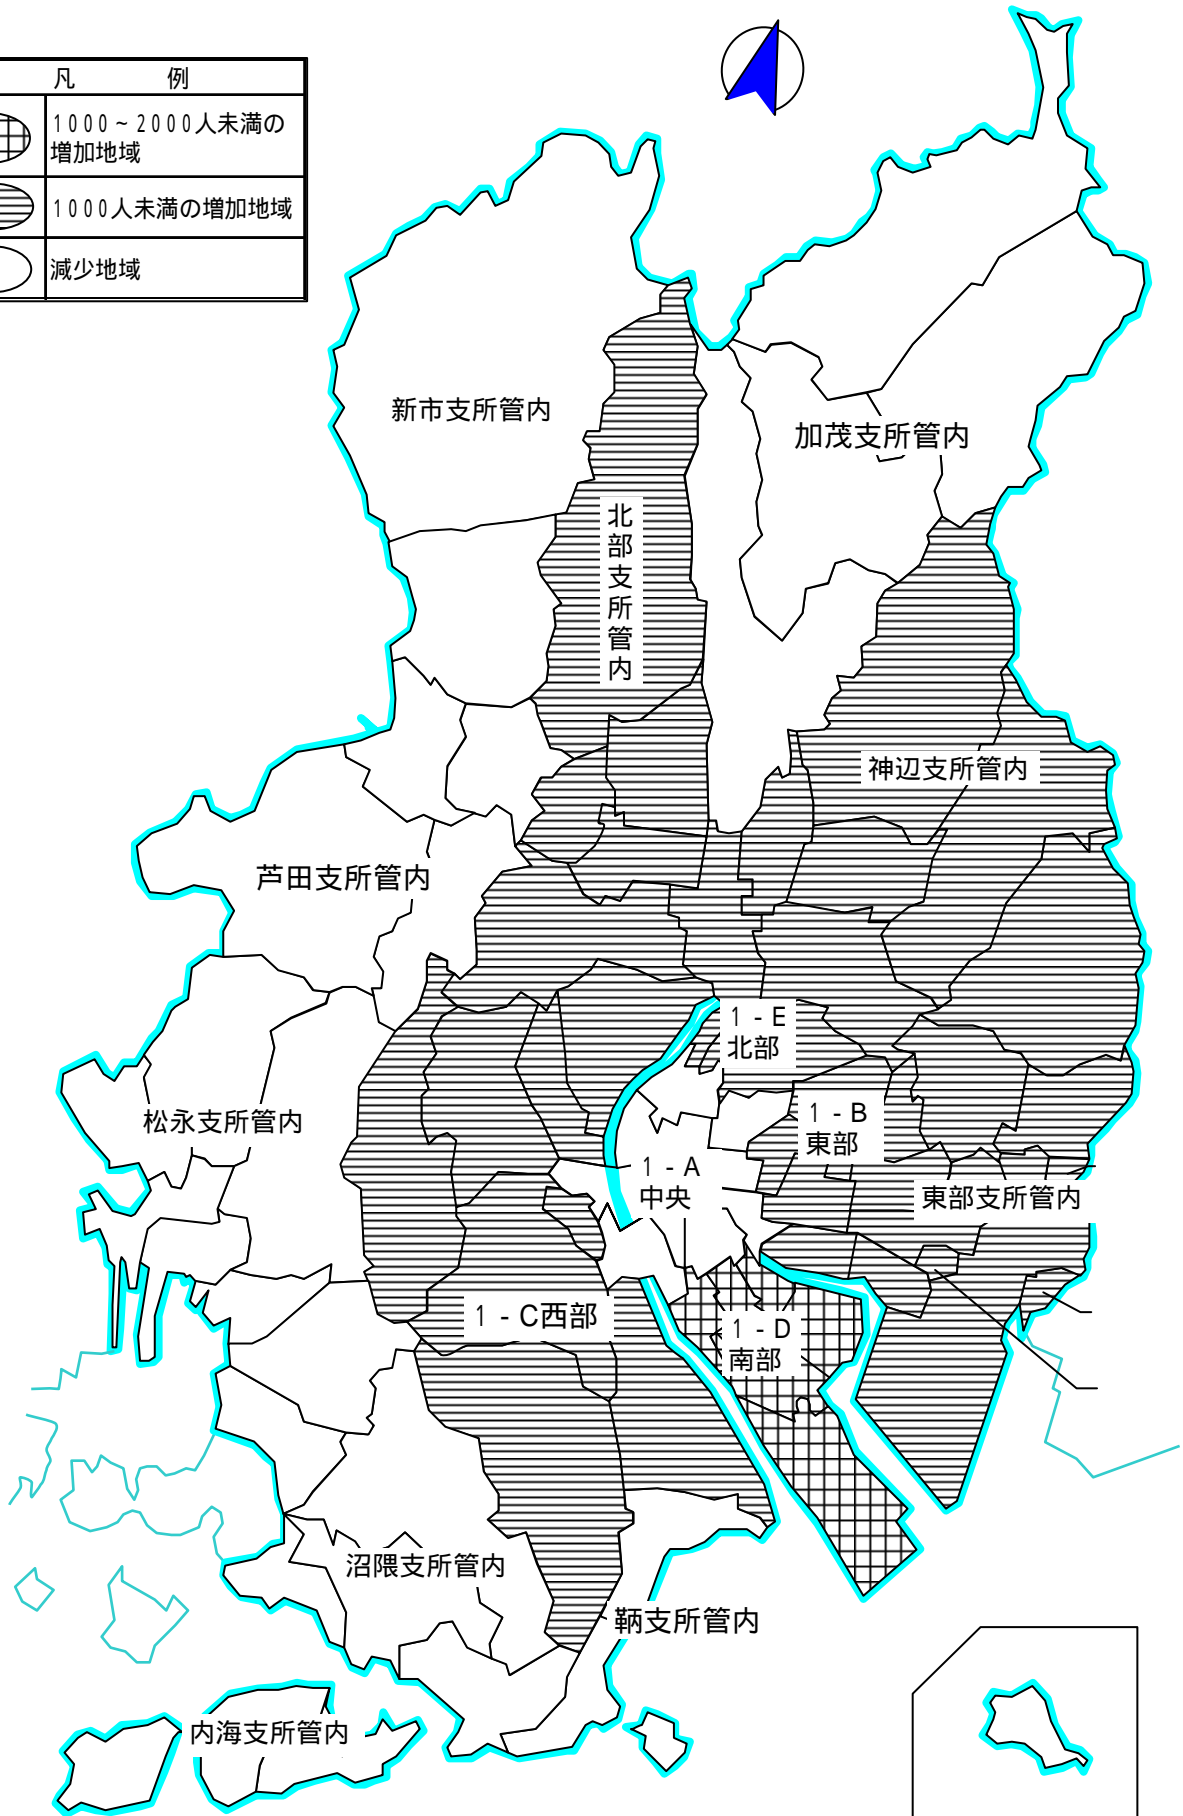 凡 例
1000~2000人未満の
増加地域
1000人未満の増加地域
減少地域
新市支所管内
加茂支所管内
北部支所管内
神辺支所管内
芦田支所管内
1-E
北部
松永支所管内
1-B
東部
1-A
中央
東部支所管内
1-C西部
1-D
南部
沼隈支所管内
鞆支所管内
内海支所管内